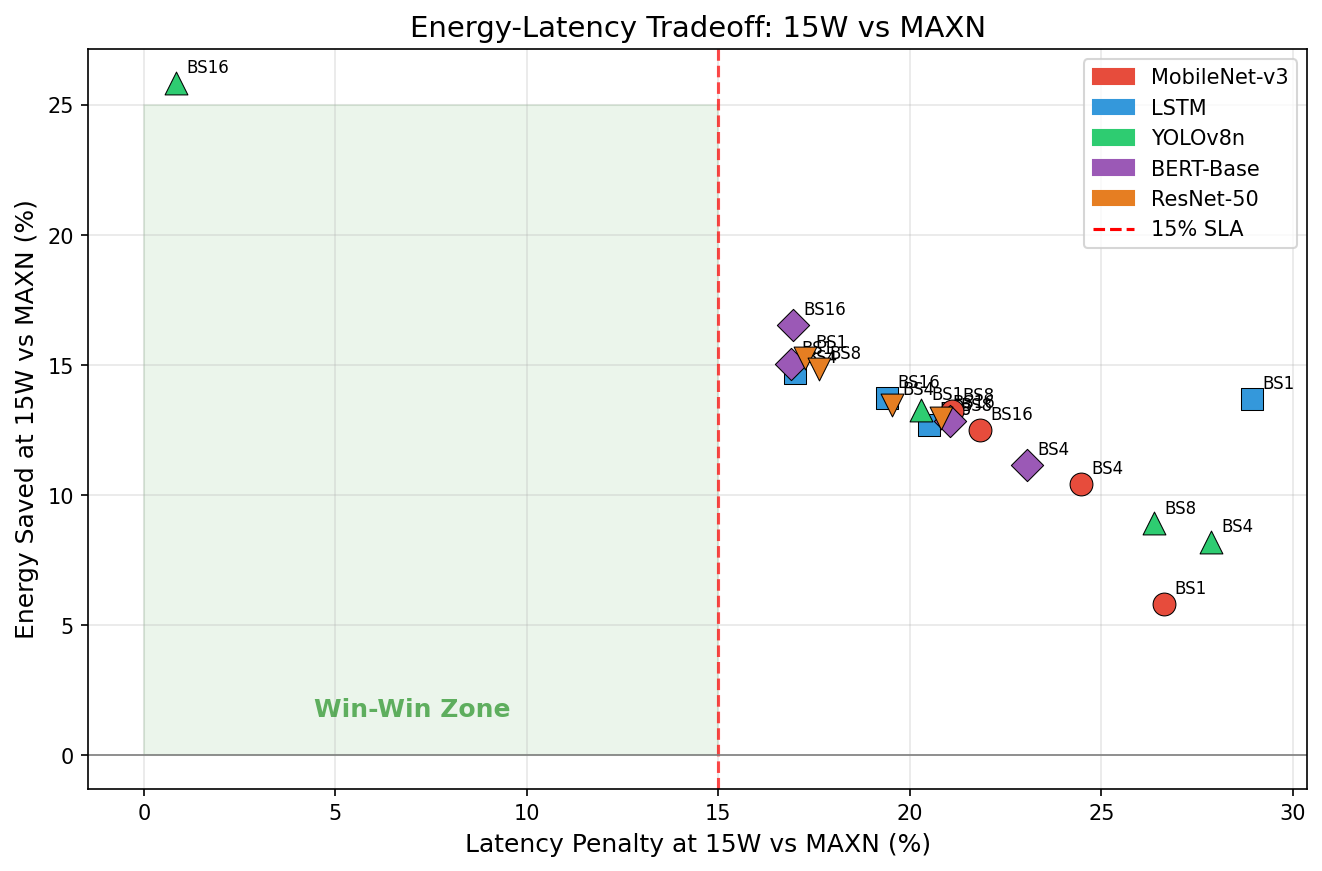 Energy-Latency Tradeoff: 15W vs MAXN
Energy Saved at 15W vs MAXN (%)
25
20
15
10
5
0
BS16
MobileNet-v3
LSTM
YOLOv8n
BERT-Base
ResNet-50
15% SLA
BS16
BS1
BS8
BS1
BS16
BS4
BS1
BS8
BS16
BS4
BS4
BS8
BS4
BS1
Win-Win Zone
0
5
10
15
20
25
30
Latency Penalty at 15W vs MAXN (%)